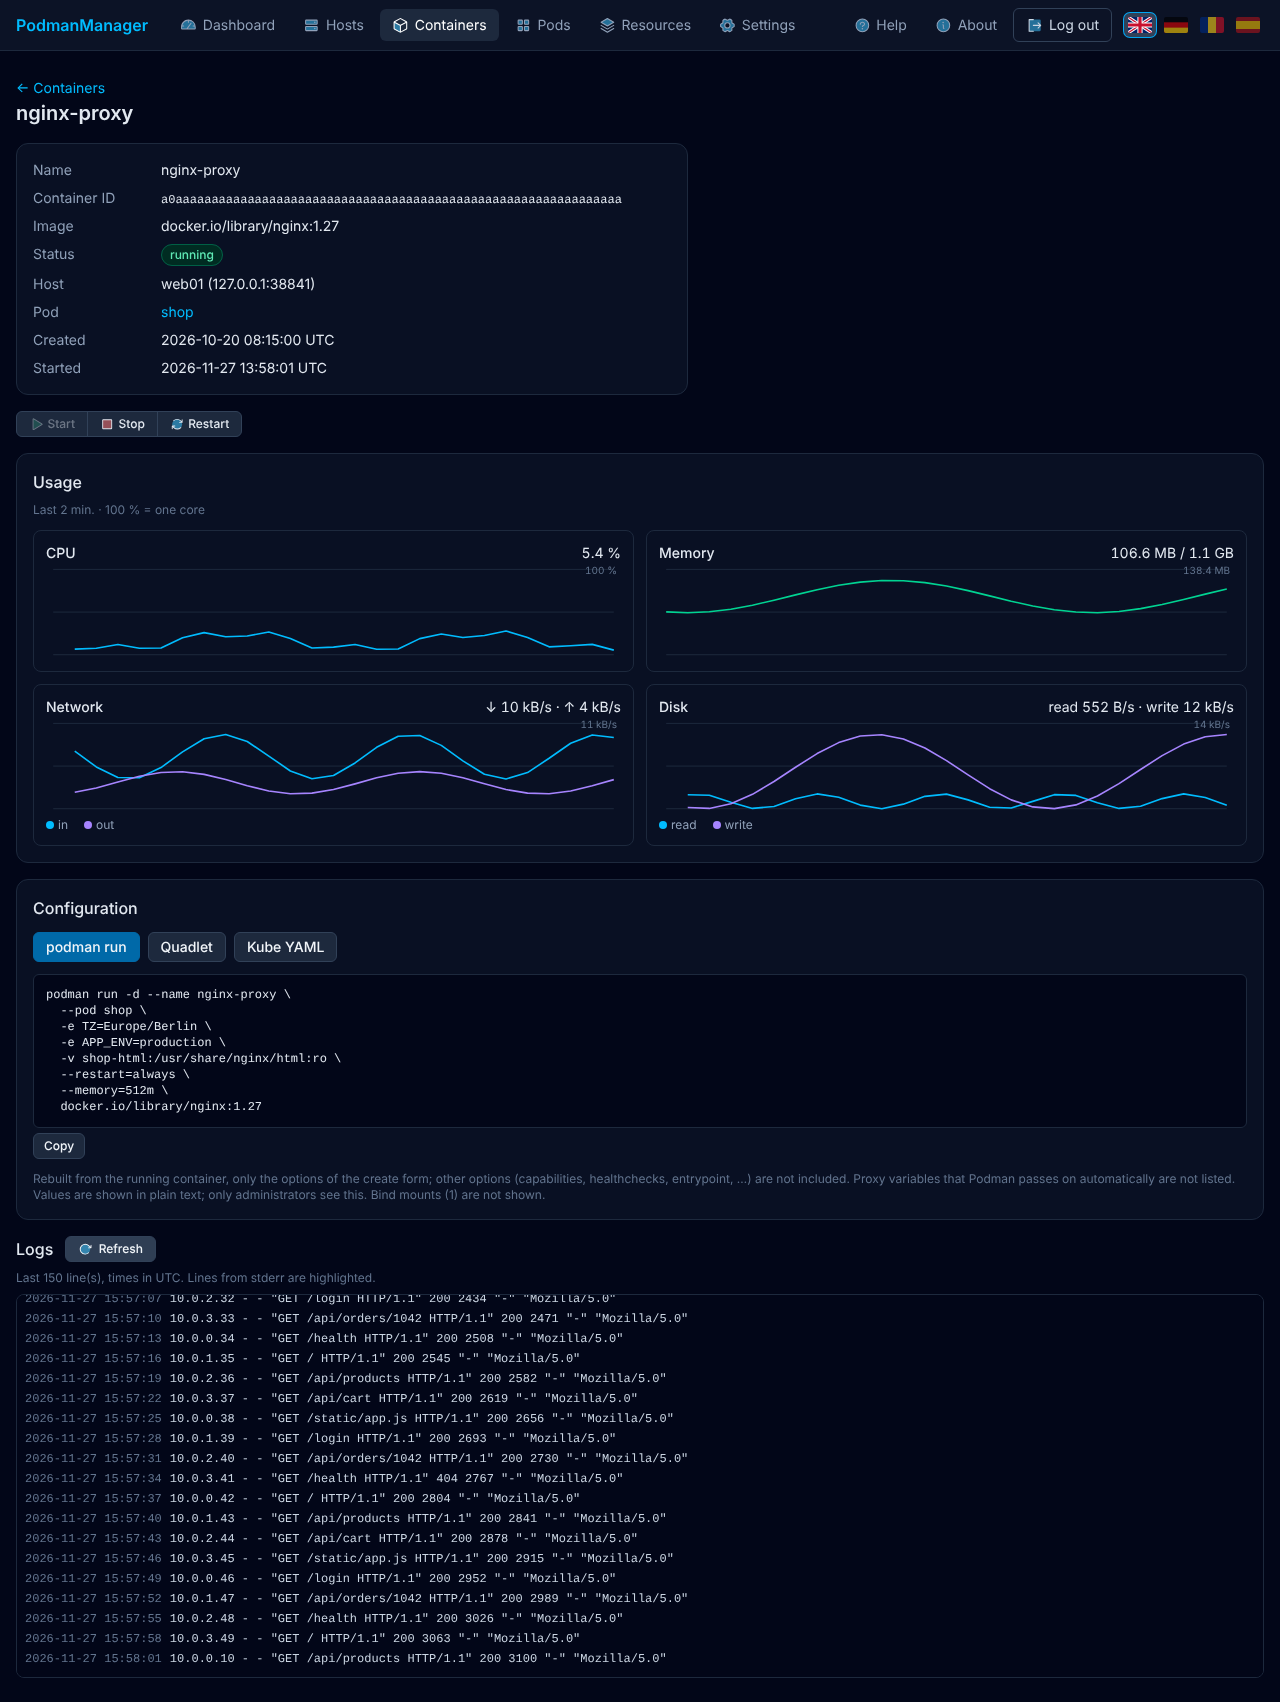 PodmanManager Dashboard Hosts Containers Pods Resources Settings Help About Log out
← Containers
nginx-proxy
Name nginx-proxy
Container ID
Image docker.io/library/nginx:1.27
Status running
Host web01 (127.0.0.1:38841)
Pod shop
Created 2026-10-20 08:15:00 UTC
Started 2026-11-27 13:58:01 UTC
Start Stop Restart
Usage
Last 2 min. · 100 % = one core
CPU 5.4 %
100 %
Memory 106.6 MB / 1.1 GB
138.4 MB
Network ↓ 10 kB/s · ↑ 4 kB/s
11 kB/s
in out
Disk read 552 B/s · write 12 kB/s
14 kB/s
read write
Configuration
podman run Quadlet Kube YAML
podman run -d --name nginx-proxy \
--pod shop \
-e TZ=Europe/Berlin \
-e APP_ENV=production \
-v shop-html:/usr/share/nginx/html:ro \
--restart=always \
--memory=512m \
docker.io/library/nginx:1.27
Copy
Rebuilt from the running container, only the options of the create form; other options (capabilities, healthchecks, entrypoint, …) are not included. Proxy variables that Podman passes on automatically are not listed.
Values are shown in plain text; only administrators see this. Bind mounts (1) are not shown.
Logs Refresh
Last 150 line(s), times in UTC. Lines from stderr are highlighted.
2026-11-27 15:57:07 10.0.2.32 - - "GET /login HTTP/1.1" 200 2434 "-" "Mozilla/5.0"
2026-11-27 15:57:10 10.0.3.33 - - "GET /api/orders/1042 HTTP/1.1" 200 2471 "-" "Mozilla/5.0"
2026-11-27 15:57:13 10.0.0.34 - - "GET /health HTTP/1.1" 200 2508 "-" "Mozilla/5.0"
2026-11-27 15:57:16 10.0.1.35 - - "GET / HTTP/1.1" 200 2545 "-" "Mozilla/5.0"
2026-11-27 15:57:19 10.0.2.36 - - "GET /api/products HTTP/1.1" 200 2582 "-" "Mozilla/5.0"
2026-11-27 15:57:22 10.0.3.37 - - "GET /api/cart HTTP/1.1" 200 2619 "-" "Mozilla/5.0"
2026-11-27 15:57:25 10.0.0.38 - - "GET /static/app.js HTTP/1.1" 200 2656 "-" "Mozilla/5.0"
2026-11-27 15:57:28 10.0.1.39 - - "GET /login HTTP/1.1" 200 2693 "-" "Mozilla/5.0"
2026-11-27 15:57:31 10.0.2.40 - - "GET /api/orders/1042 HTTP/1.1" 200 2730 "-" "Mozilla/5.0"
2026-11-27 15:57:34 10.0.3.41 - - "GET /health HTTP/1.1" 404 2767 "-" "Mozilla/5.0"
2026-11-27 15:57:37 10.0.0.42 - - "GET / HTTP/1.1" 200 2804 "-" "Mozilla/5.0"
2026-11-27 15:57:40 10.0.1.43 - - "GET /api/products HTTP/1.1" 200 2841 "-" "Mozilla/5.0"
2026-11-27 15:57:43 10.0.2.44 - - "GET /api/cart HTTP/1.1" 200 2878 "-" "Mozilla/5.0"
2026-11-27 15:57:46 10.0.3.45 - - "GET /static/app.js HTTP/1.1" 200 2915 "-" "Mozilla/5.0"
2026-11-27 15:57:49 10.0.0.46 - - "GET /login HTTP/1.1" 200 2952 "-" "Mozilla/5.0"
2026-11-27 15:57:52 10.0.1.47 - - "GET /api/orders/1042 HTTP/1.1" 200 2989 "-" "Mozilla/5.0"
2026-11-27 15:57:55 10.0.2.48 - - "GET /health HTTP/1.1" 200 3026 "-" "Mozilla/5.0"
2026-11-27 15:57:58 10.0.3.49 - - "GET / HTTP/1.1" 200 3063 "-" "Mozilla/5.0"
2026-11-27 15:58:01 10.0.0.10 - - "GET /api/products HTTP/1.1" 200 3100 "-" "Mozilla/5.0"